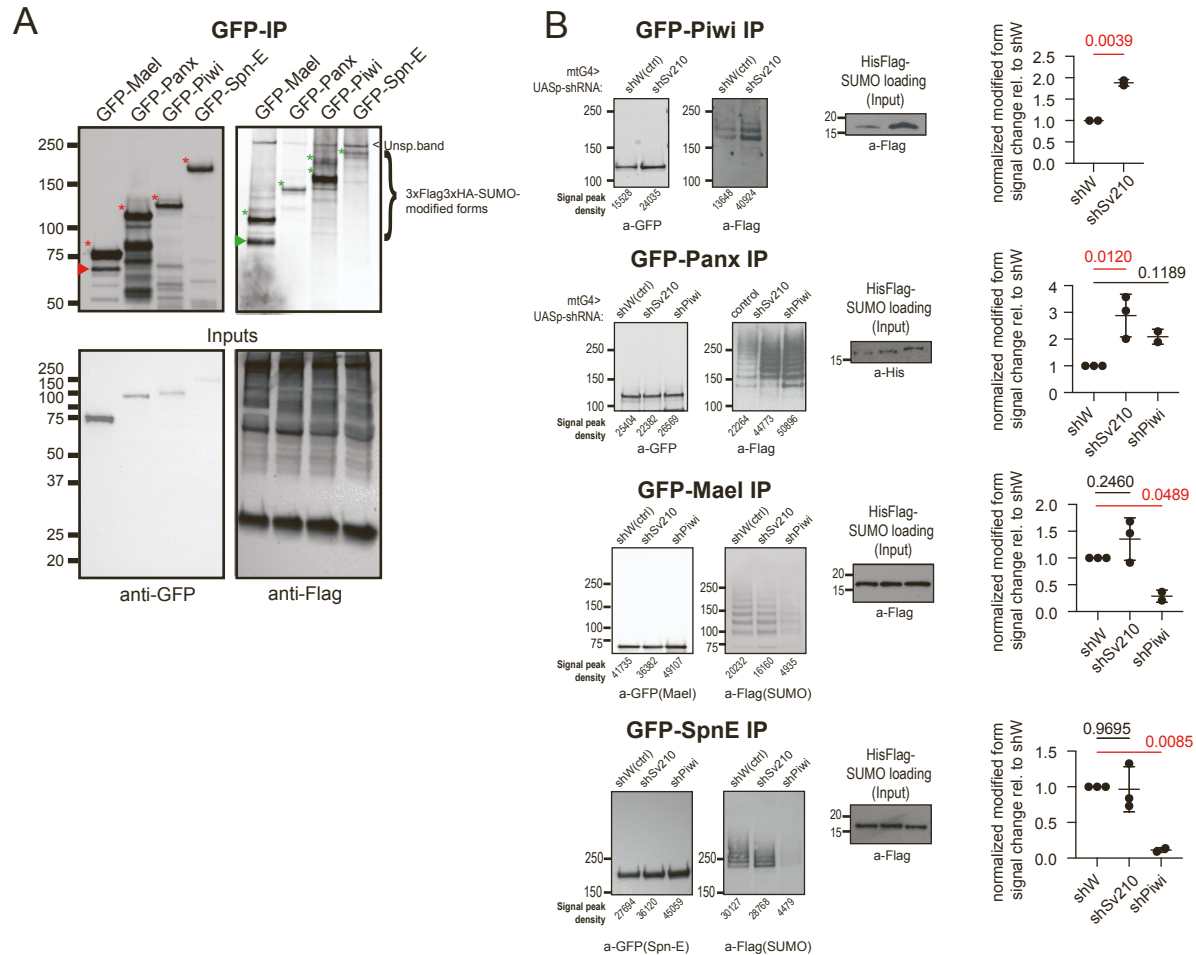 A
GFP-IP
GFP-Mael
GFP-Panx
GFP-Piwi
GFP-Spn-E
GFP-Mael
GFP-Panx
GFP-Piwi
GFP-Spn-E
250
150
100
75
50
*
*
*
*
*
*
*
*
*
< Unsp.band
3xFlag3xHA-SUMO-
modified forms
Inputs
250
150
100
75
50
37
25
20
anti-GFP
anti-Flag
B
GFP-Piwi IP
mtG4>
UASp-shRNA:
shW(ctrl)
shSv210
shW(ctrl)
shSv210
250
150
100
250
150
100
Signal peak
density
15528
24035
13648
40924
a-GFP
a-Flag
HisFlag-
SUMO loading
(Input)
20
15
a-Flag
normalized modified form
signal change rel. to shW
0.0039
2.5
2.0
1.5
1.0
0.5
0.0
shW
shSv210
GFP-Panx IP
mtG4>
UASp-shRNA:
shW(ctrl)
shSv210
shPiwi
control
shSv210
shPiwi
250
150
100
250
150
100
Signal peak
density
25404
22382
26569
22264
44773
50896
a-GFP
a-Flag
HisFlag-
SUMO loading
(Input)
15
a-His
normalized modified form
signal change rel. to shW
0.0120
0.1189
4
3
2
1
0
shW
shSv210
shPiwi
GFP-Mael IP
shW(ctrl)
shSv210
shPiwi
shW(ctrl)
shSv210
shPiwi
250
150
100
75
250
150
100
75
Signal peak
density
41735
36382
49107
20232
16160
4935
a-GFP(Mael)
a-Flag(SUMO)
HisFlag-
SUMO loading
(Input)
20
15
a-Flag
normalized modified form
signal change rel. to shW
0.2460
0.0489
2.0
1.5
1.0
0.5
0.0
shW
shSv210
shPiwi
GFP-SpnE IP
shW(ctrl)
shSv210
shPiwi
shW(ctrl)
shSv210
shPiwi
250
150
250
150
Signal peak
density
27694
36120
45059
30127
28768
4479
a-GFP(Spn-E)
a-Flag(SUMO)
HisFlag-
SUMO loading
(Input)
20
15
a-Flag
normalized modified form
signal change rel. to shW
0.9695
0.0085
1.5
1.0
0.5
0.0
shW
shSv210
shPiwi